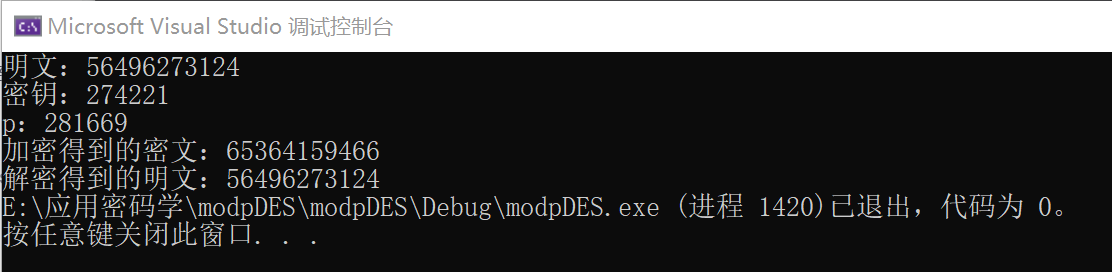 Microsoft Visual Studio 调试控制台
明文：56496273124
密钥：274221
p：281669
加密得到的密文：65364159466
解密得到的明文：56496273124
E:\应用密码学\modpDES\modpDES\Debug\modpDES.exe (进程 1420)已退出，代码为 0。
按任意键关闭此窗口. . .